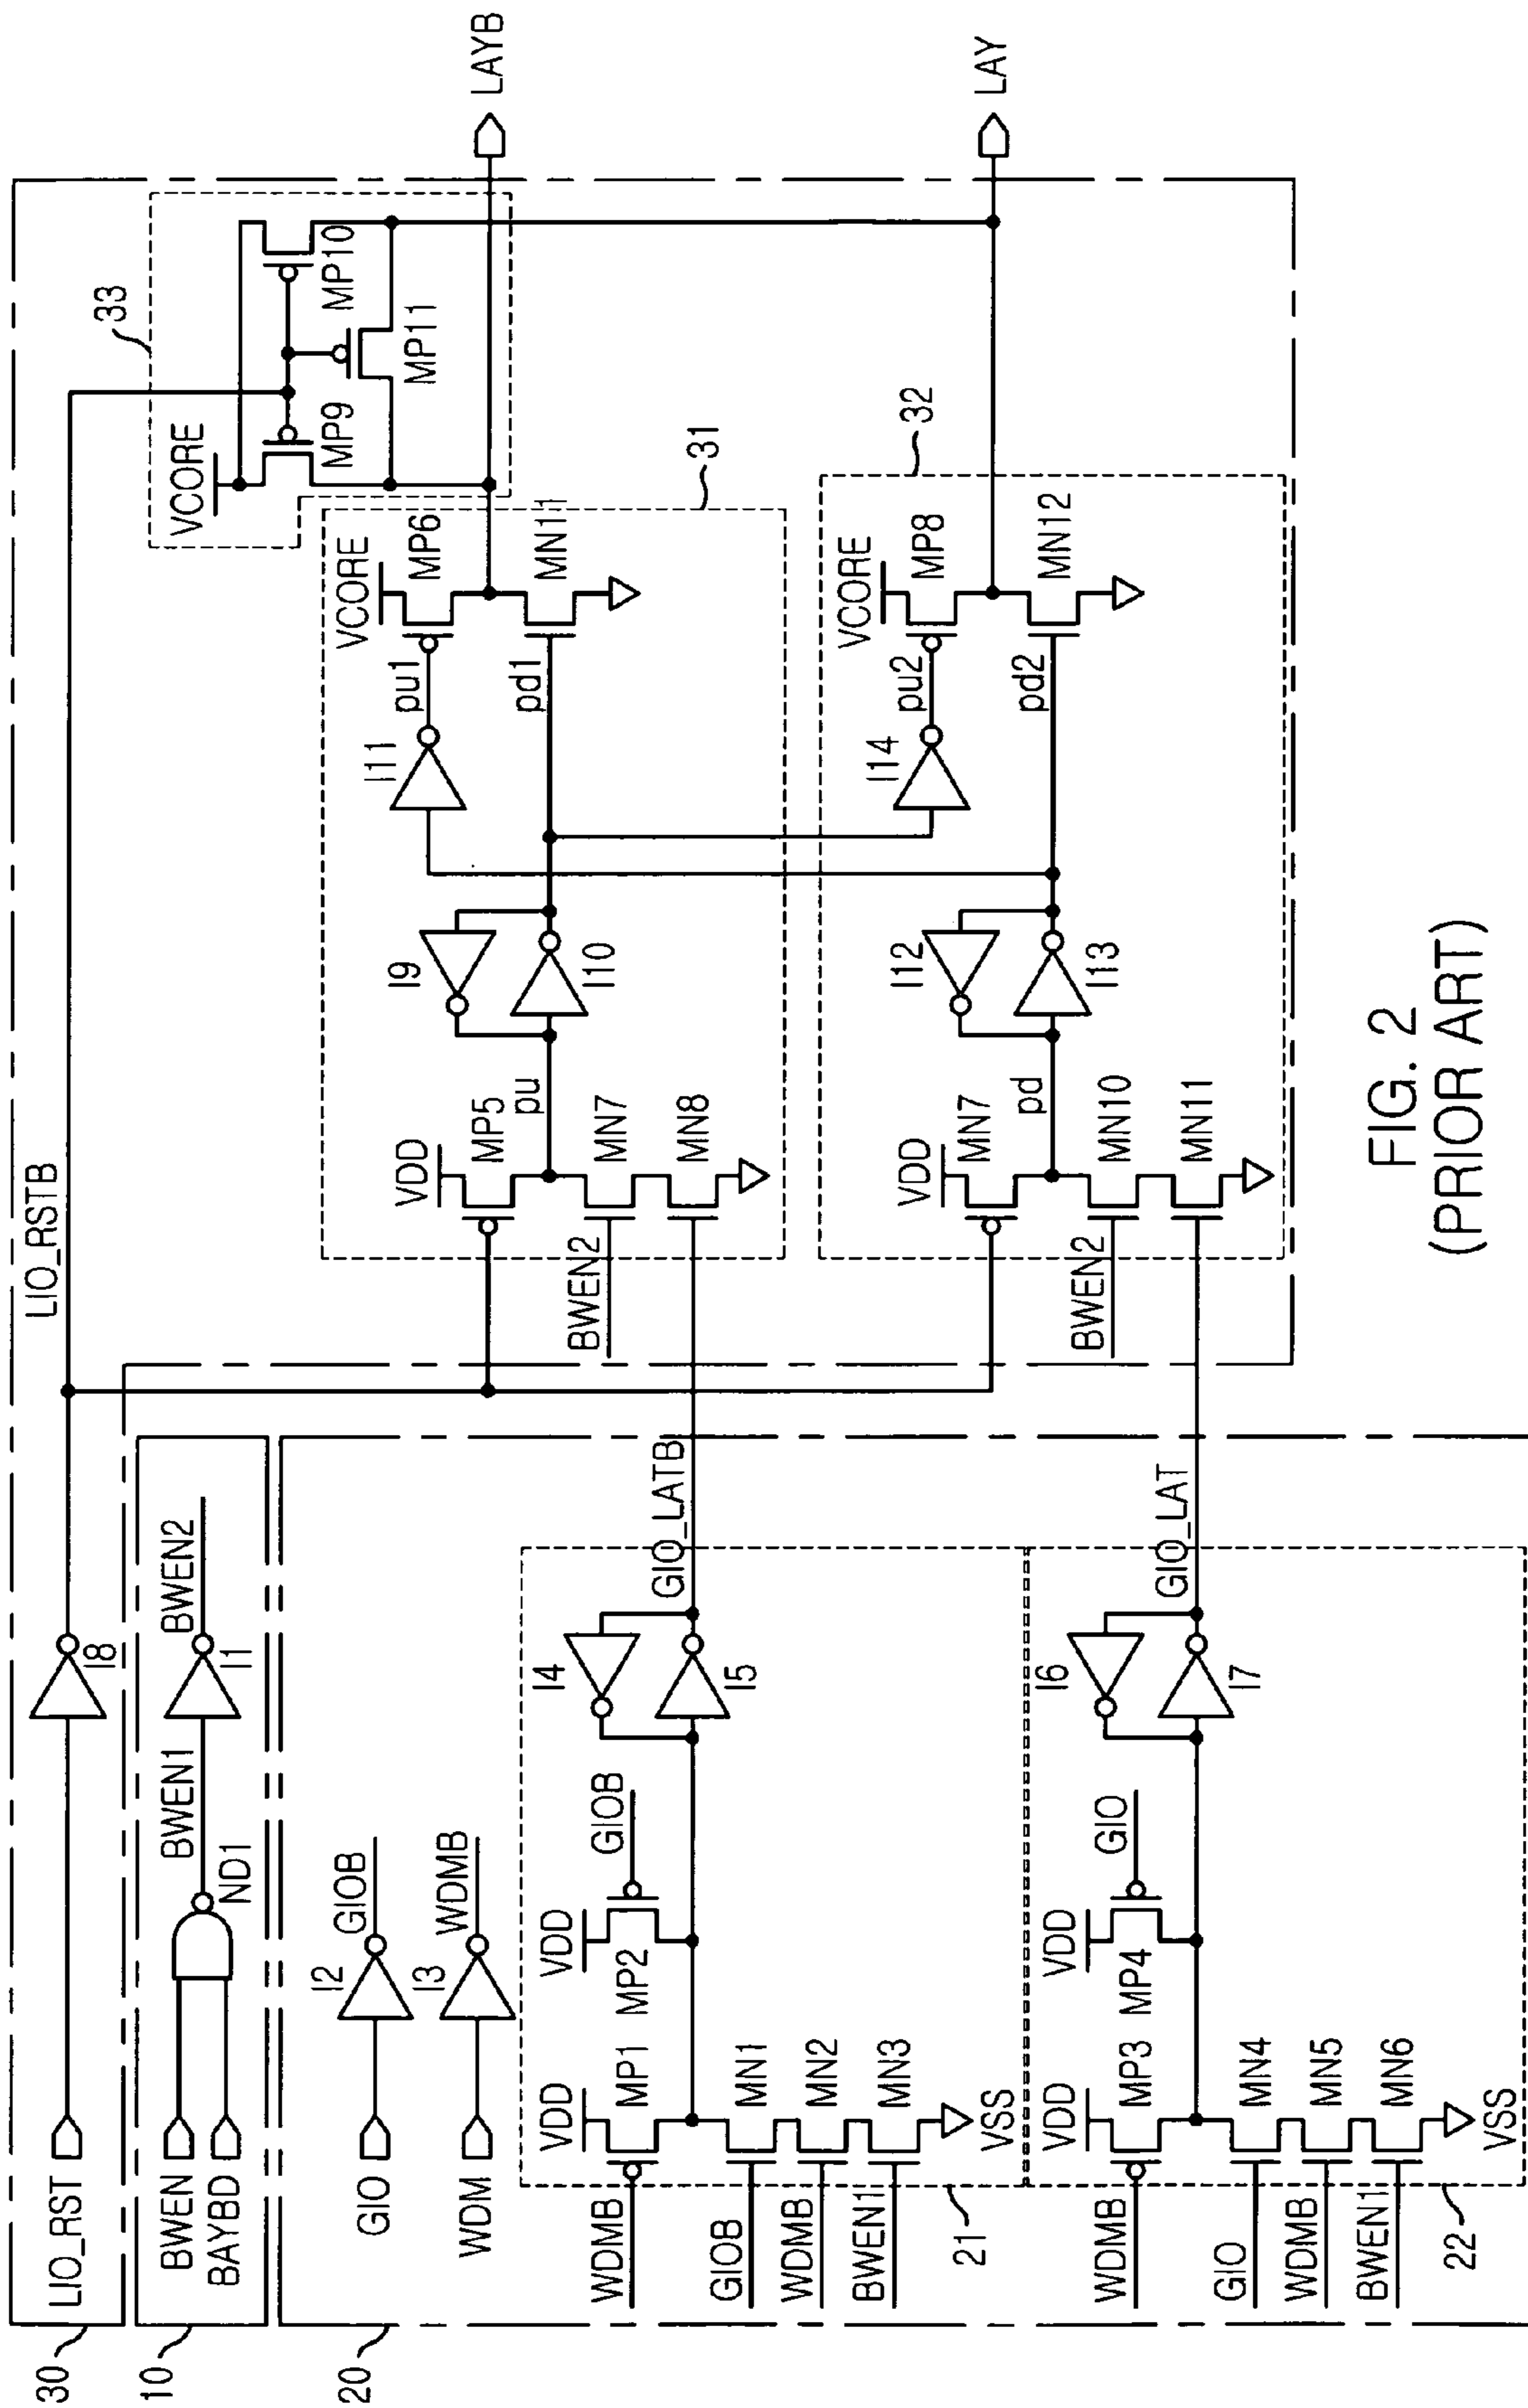 30
LIO_RST
I8
LIO_RSTB
10
BWEN
BAYBD
ND1
BWEN1
I1
BWEN2
20
GIO
I2
GIOB
WDM
I3
WDMB
21
WDMB
VDD
MP1
VDD
MP2
GIOB
GIOB
MN1
WDMB
MN2
BWEN1
MN3
VSS
I4
I5
GIO_LATB
22
WDMB
VDD
MP3
VDD
MP4
GIO
GIO
MN4
WDMB
MN5
BWEN1
MN6
VSS
I6
I7
GIO_LAT
31
VDD
MP5
pu
BWEN2
MN7
MN8
I9
I10
I11
pu1
pd1
VCORE
MP6
MN11
32
VDD
MN7
pd
BWEN2
MN10
MN11
I12
I13
I14
pu2
pd2
VCORE
MP8
MN12
33
VCORE
MP9
MP10
MP11
LAYB
LAY
FIG. 2
(PRIOR ART)